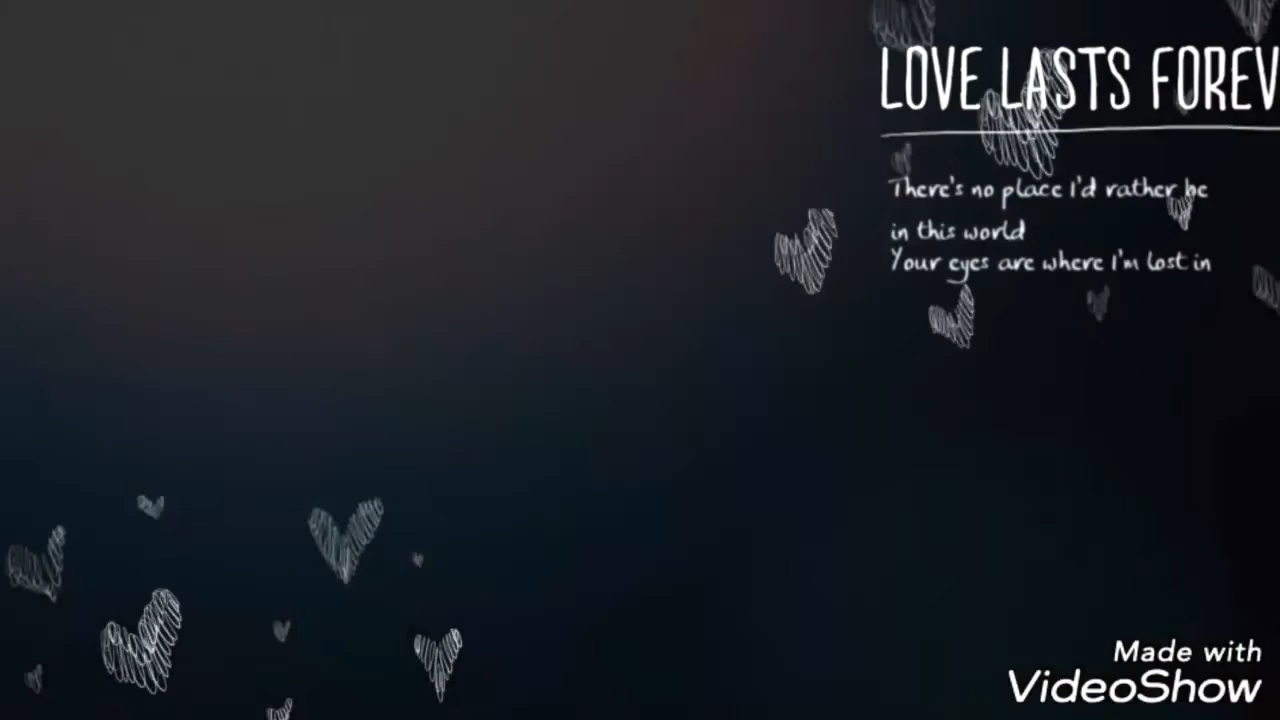 LOVE LASTS FOREV
There's no place I'd rather be
in this world
Your eyes are where I'm lost in
Made with
VideoShow